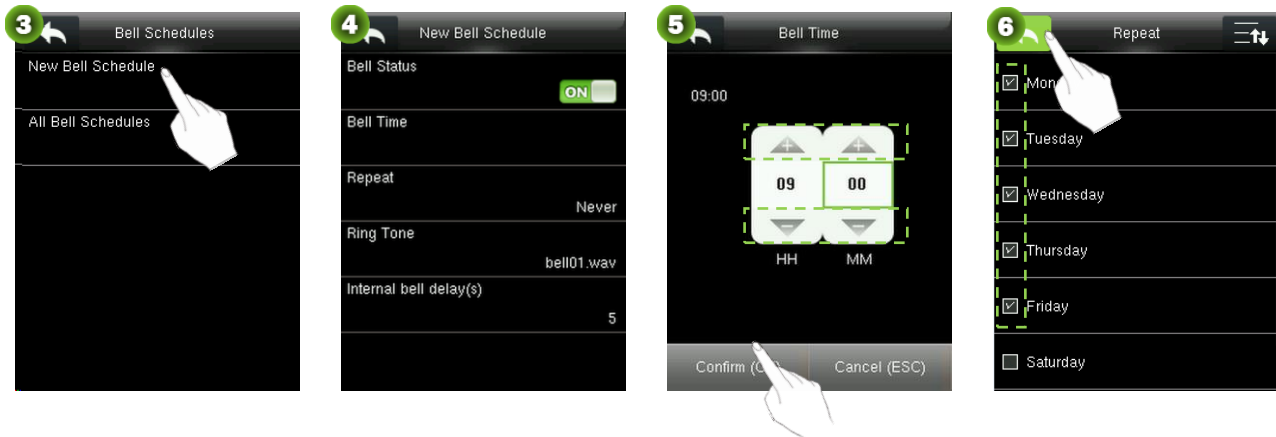 3
Bell Schedules
New Bell Schedule
All Bell Schedules
4
New Bell Schedule
Bell Status
ON
Bell Time
Repeat
Never
Ring Tone
bell01.wav
Internal bell delay(s)
5
5
Bell Time
09:00
09 00
HH MM
Confirm (O Cancel (ESC)
6
Repeat
Mon
Tuesday
Wednesday
Thursday
Friday
Saturday